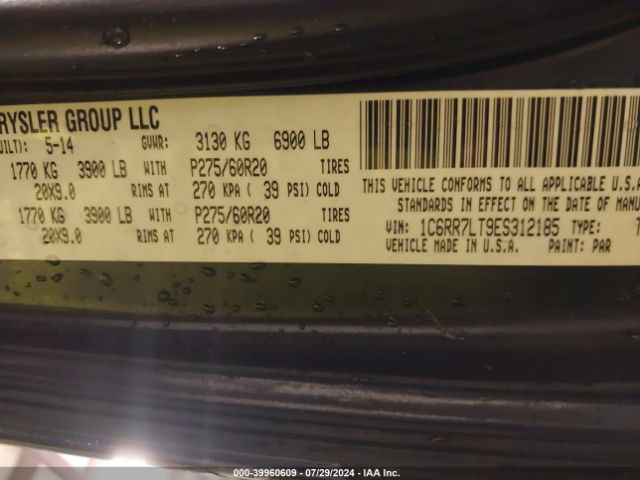 RYSLER GROUP LLC
UILT): 5-14 GVWR: 3130 KG 6900 LB
1770 KG 3900 LB WITH P275/60R20 TIRES
20X9.0 RIMS AT 270 KPA ( 39 PSI) COLD
1770 KG 3900 LB WITH P275/60R20 TIRES
20X9.0 RIMS AT 270 KPA ( 39 PSI) COLD
THIS VEHICLE CONFORMS TO ALL APPLICABLE U.S.A
STANDARDS IN EFFECT ON THE DATE OF MANU
VIN: 1C6RR7LT9ES312185 TYPE: T
VEHICLE MADE IN U.S.A. PAINT: PAR
000-39960609 - 07/29/2024 - IAA Inc.